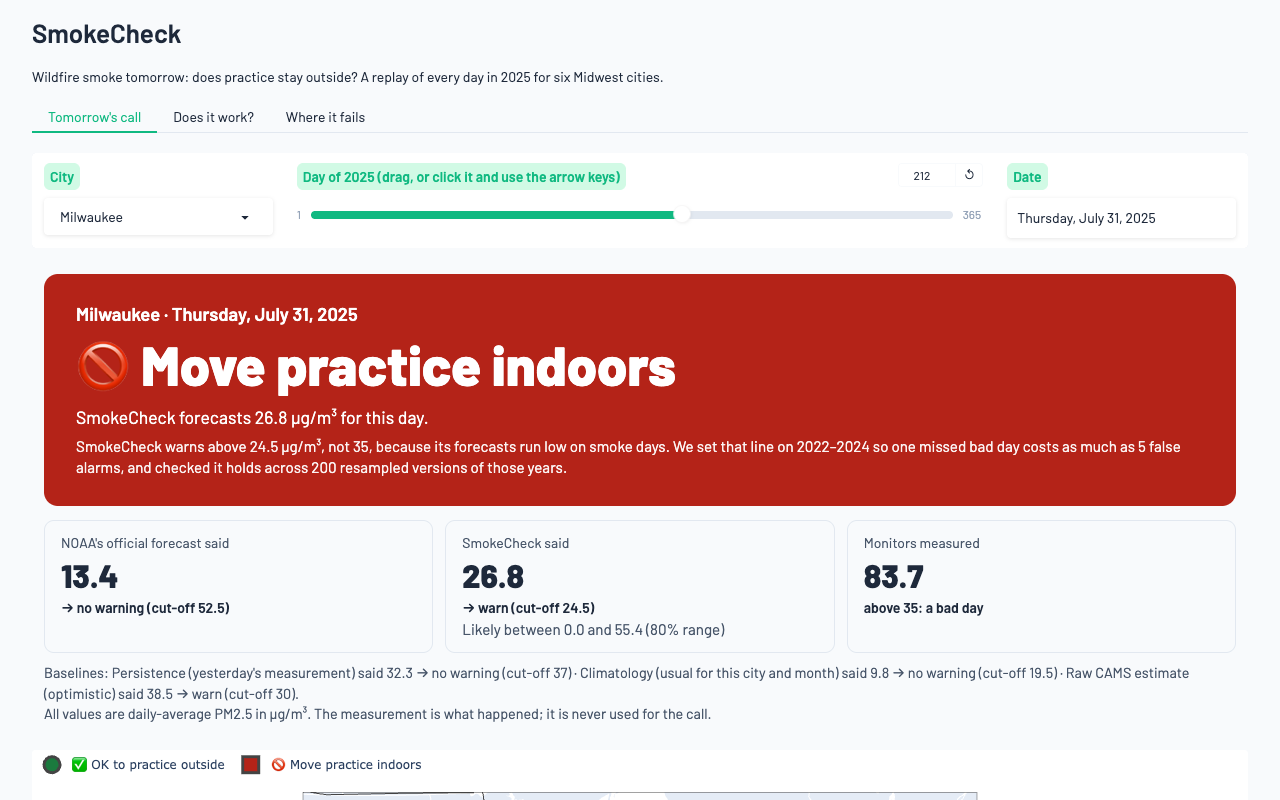 SmokeCheck
Wildfire smoke tomorrow: does practice stay outside? A replay of every day in 2025 for six Midwest cities.
Tomorrow's call
Does it work?
Where it fails
City
Day of 2025 (drag, or click it and use the arrow keys)
212
Date
Milwaukee
1
365
Thursday, July 31, 2025
Milwaukee · Thursday, July 31, 2025
🚫 Move practice indoors
SmokeCheck forecasts 26.8 µg/m³ for this day.
SmokeCheck warns above 24.5 µg/m³, not 35, because its forecasts run low on smoke days. We set that line on 2022–2024 so one missed bad day costs as much as 5 false
alarms, and checked it holds across 200 resampled versions of those years.
NOAA's official forecast said
13.4
→ no warning (cut-off 52.5)
SmokeCheck said
26.8
→ warn (cut-off 24.5)
Likely between 0.0 and 55.4 (80% range)
Monitors measured
83.7
above 35: a bad day
Baselines: Persistence (yesterday's measurement) said 32.3 → no warning (cut-off 37) · Climatology (usual for this city and month) said 9.8 → no warning (cut-off 19.5) · Raw CAMS estimate
(optimistic) said 38.5 → warn (cut-off 30).
All values are daily-average PM2.5 in µg/m³. The measurement is what happened; it is never used for the call.
✅ OK to practice outside
🚫 Move practice indoors